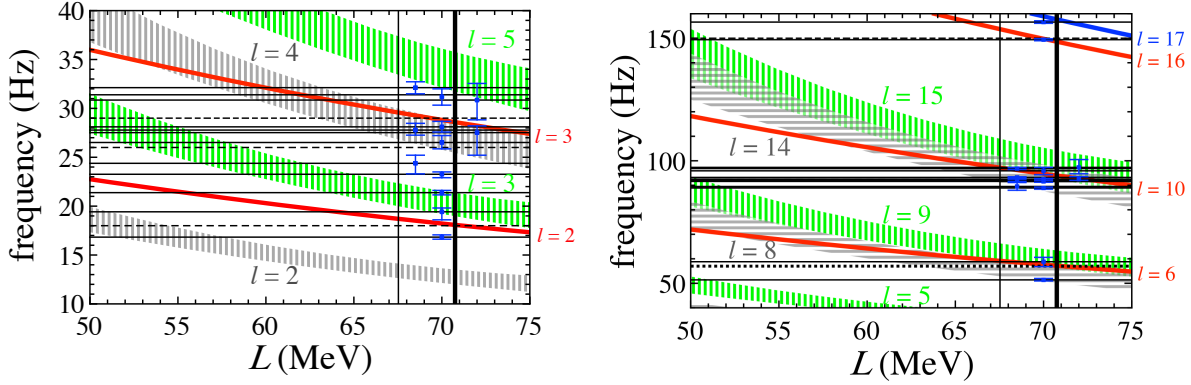 frequency (Hz)
40
35
30
25
20
15
10
50
55
60
65
70
75
L (MeV)
l = 5
l = 4
l = 3
l = 3
l = 2
l = 2
frequency (Hz)
150
100
50
50
55
60
65
70
75
L (MeV)
l = 17
l = 16
l = 15
l = 14
l = 10
l = 9
l = 8
l = 6
l = 5